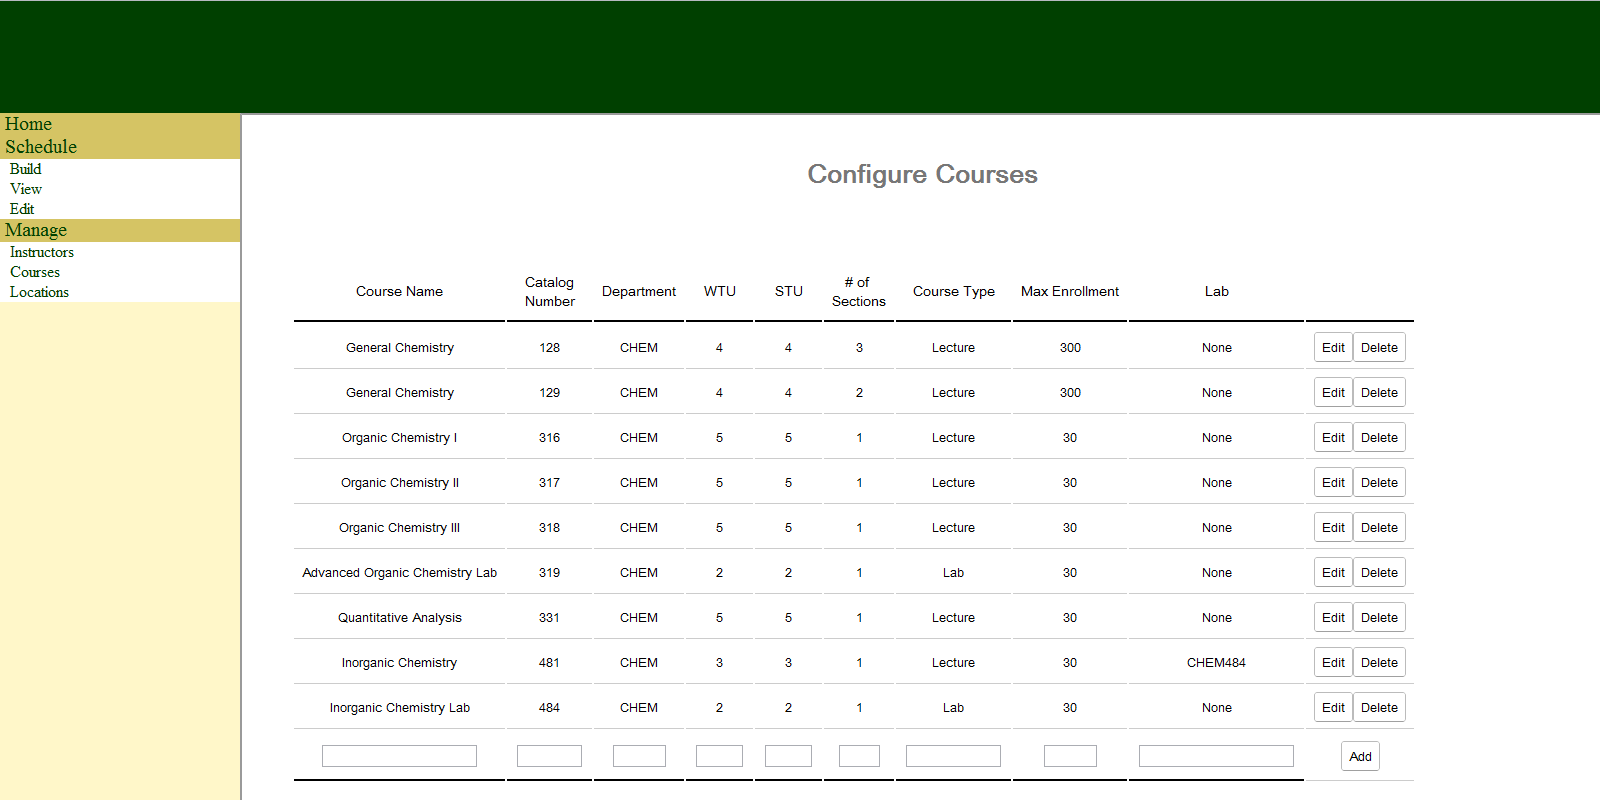 Home
Schedule
Build
View
Edit
Manage
Instructors
Courses
Locations
Configure Courses
Course Name Catalog Number Department WTU STU # of Sections Course Type Max Enrollment Lab
General Chemistry 128 CHEM 4 4 3 Lecture 300 None Edit Delete
General Chemistry 129 CHEM 4 4 2 Lecture 300 None Edit Delete
Organic Chemistry I 316 CHEM 5 5 1 Lecture 30 None Edit Delete
Organic Chemistry II 317 CHEM 5 5 1 Lecture 30 None Edit Delete
Organic Chemistry III 318 CHEM 5 5 1 Lecture 30 None Edit Delete
Advanced Organic Chemistry Lab 319 CHEM 2 2 1 Lab 30 None Edit Delete
Quantitative Analysis 331 CHEM 5 5 1 Lecture 30 None Edit Delete
Inorganic Chemistry 481 CHEM 3 3 1 Lecture 30 CHEM484 Edit Delete
Inorganic Chemistry Lab 484 CHEM 2 2 1 Lab 30 None Edit Delete
Add